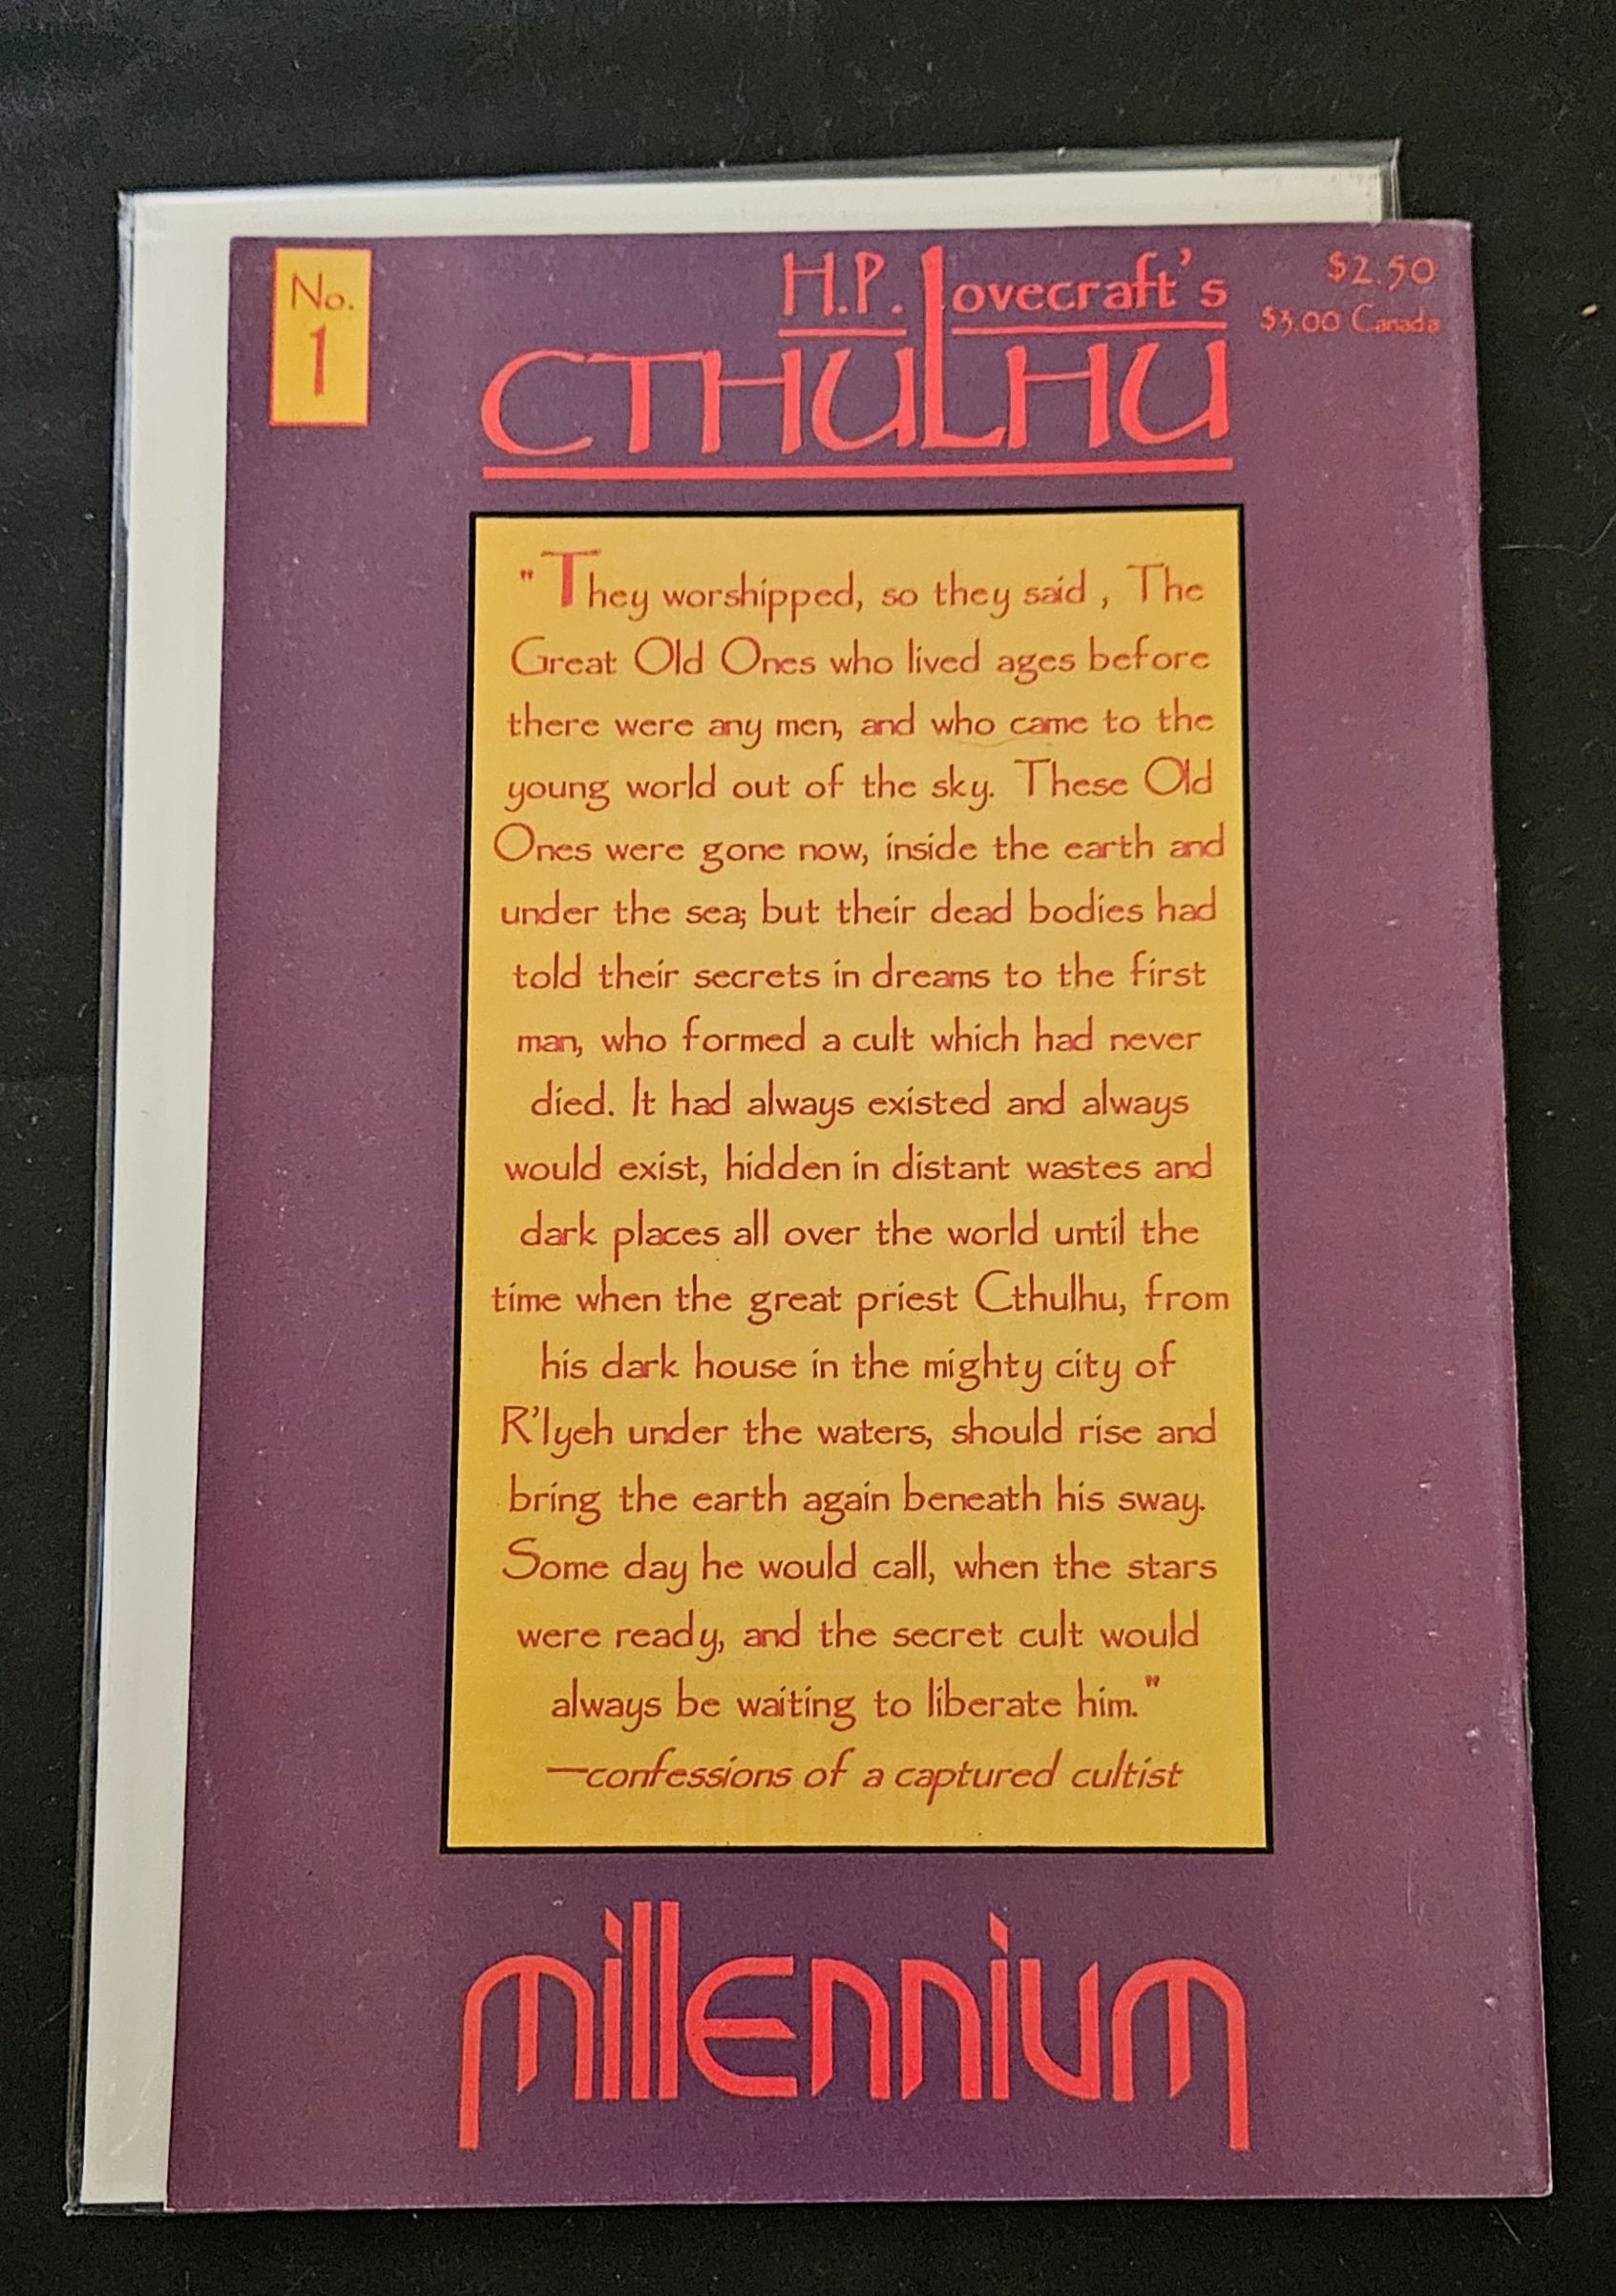 No.
1
H.P. Lovecraft's
CTHULHU
$2.50
$3.00 Canada
"They worshipped, so they said , The
Great Old Ones who lived ages before
there were any men, and who came to the
young world out of the sky. These Old
Ones were gone now, inside the earth and
under the sea; but their dead bodies had
told their secrets in dreams to the first
man, who formed a cult which had never
died. It had always existed and always
would exist, hidden in distant wastes and
dark places all over the world until the
time when the great priest Cthulhu, from
his dark house in the mighty city of
R'lyeh under the waters, should rise and
bring the earth again beneath his sway.
Some day he would call, when the stars
were ready, and the secret cult would
always be waiting to liberate him."
—confessions of a captured cultist
millennium